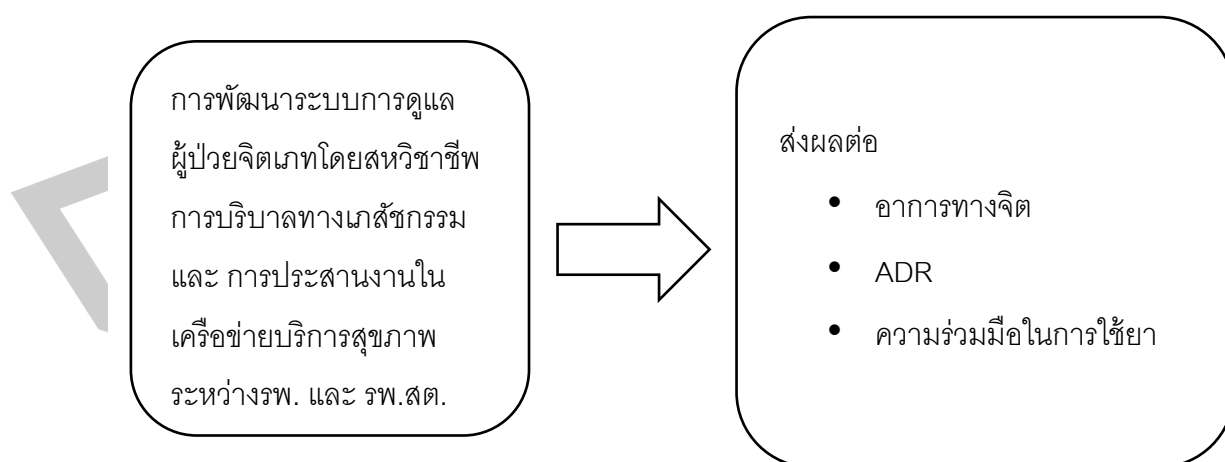 การพัฒนาระบบการดูแล
ผู้ป่วยจิตเภทโดยสหวิชาชีพ
การบริบาลทางเภสัชกรรม
และ การประสานงานใน
เครือข่ายบริการสุขภาพ
ระหว่างรพ. และ รพ.สต.
ส่งผลต่อ
• อาการทางจิต
• ADR
• ความร่วมมือในการใช้ยา